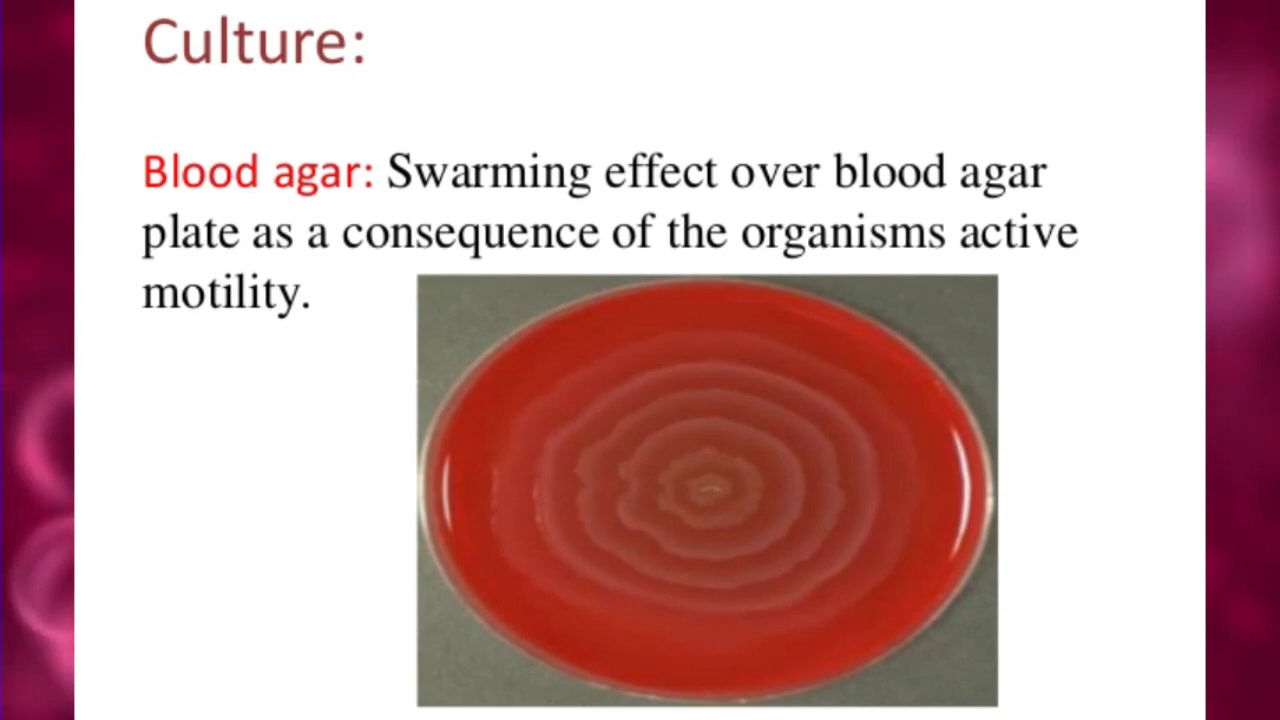 Culture:
Blood agar: Swarming effect over blood agar
plate as a consequence of the organisms active
motility.